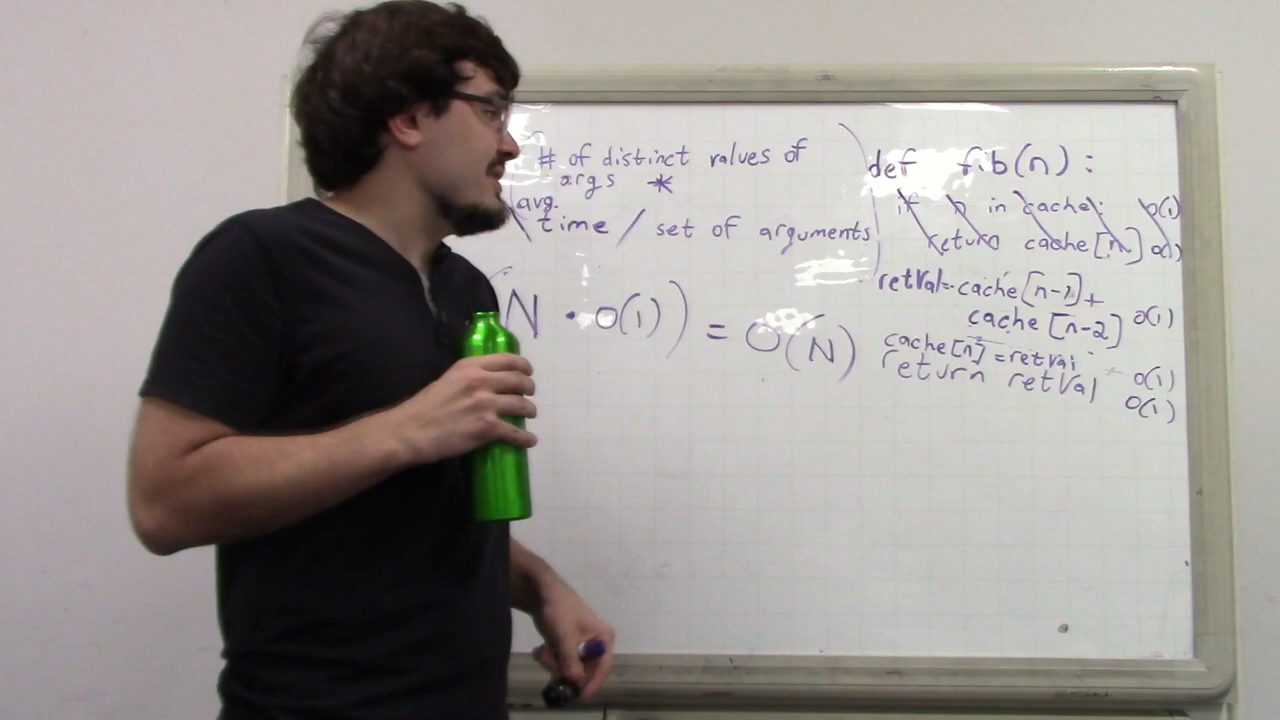 # of distinct values of
args *
avg.
time / set of arguments
N · O(1)) = O(N)
def fib(n):
if n in cache: O(1)
return cache[n] O(1)
retVal = cache[n-1] +
cache[n-2] O(1)
cache[n] = retVal O(1)
return retVal O(1)